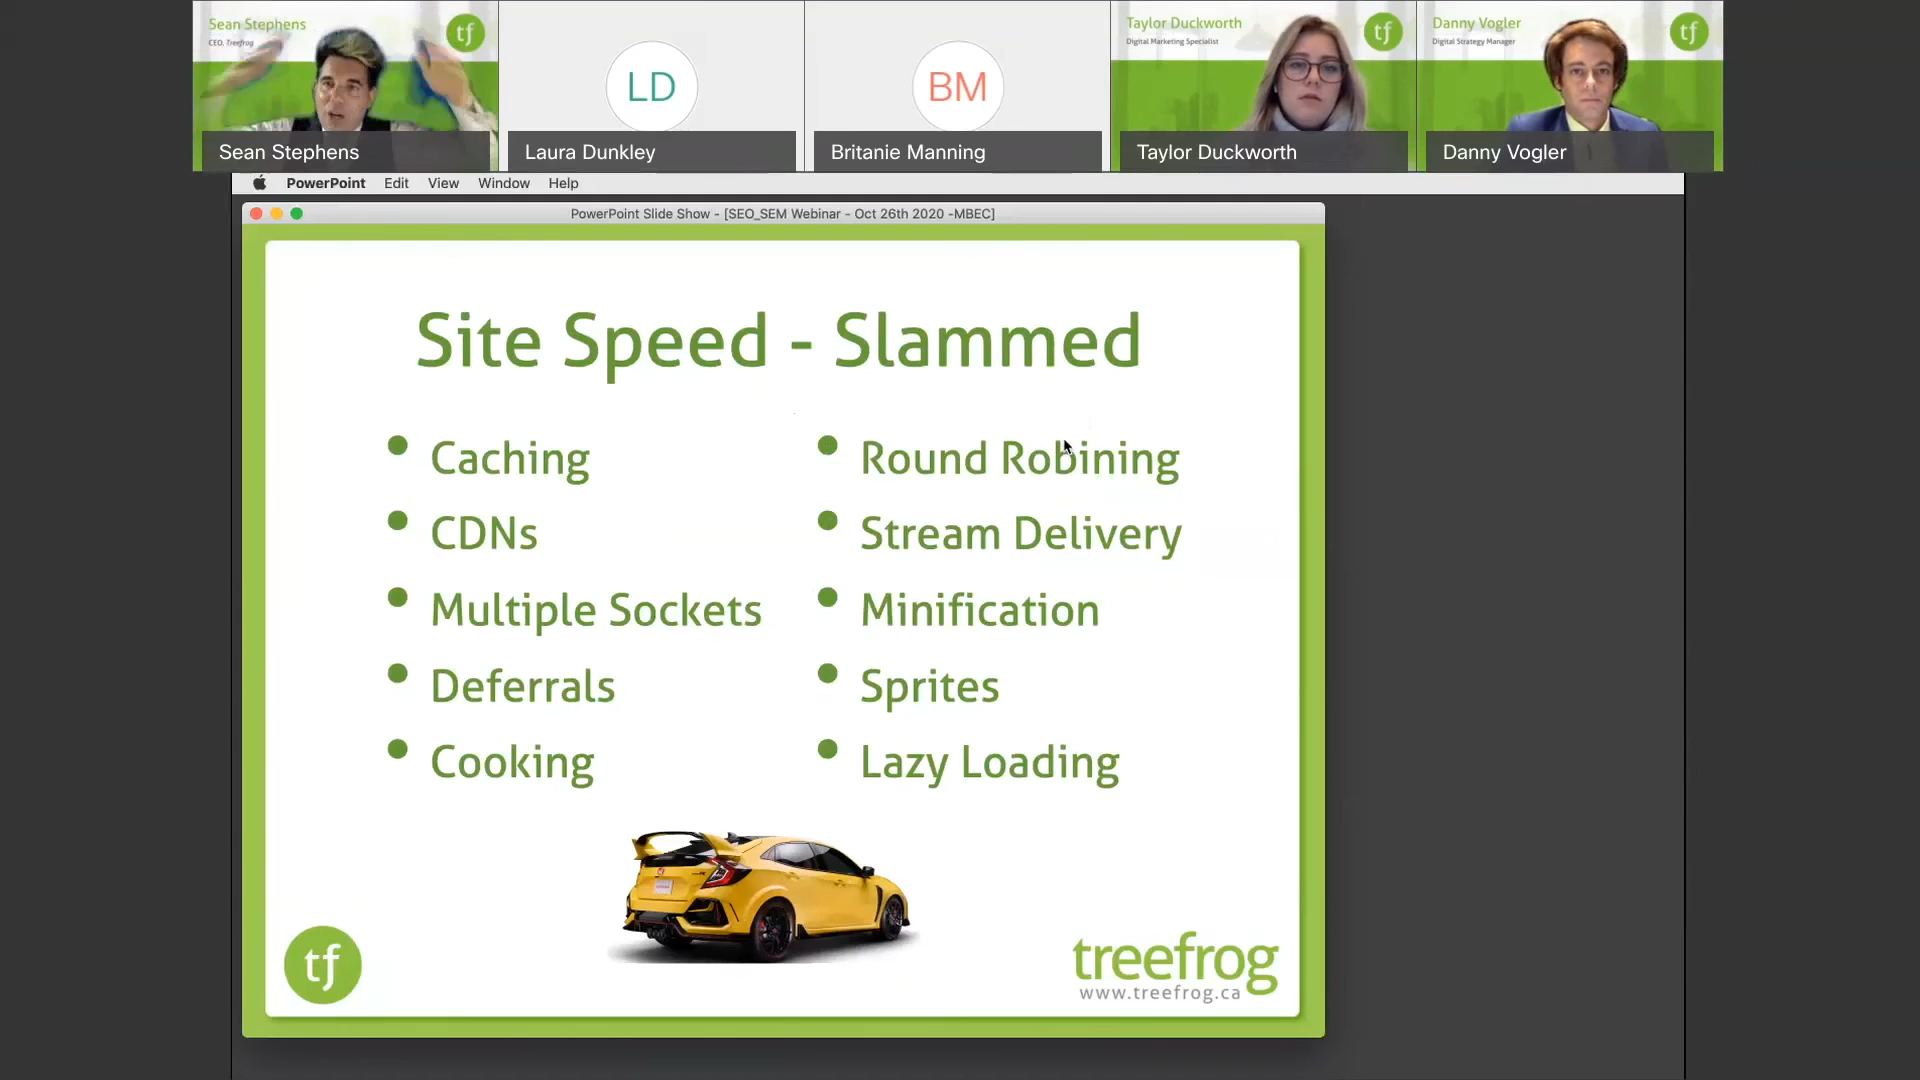 Sean Stephens
CEO, Treefrog
tf
LD
BM
Taylor Duckworth
Digital Marketing Specialist
tf
Danny Vogler
Digital Strategy Manager
tf
Sean Stephens
Laura Dunkley
Britanie Manning
Taylor Duckworth
Danny Vogler
PowerPoint Edit View Window Help
PowerPoint Slide Show - [SEO_SEM Webinar - Oct 26th 2020 -MBEC]
Site Speed - Slammed
• Caching
• CDNs
• Multiple Sockets
• Deferrals
• Cooking
• Round Robining
• Stream Delivery
• Minification
• Sprites
• Lazy Loading
tf
treefrog
www.treefrog.ca